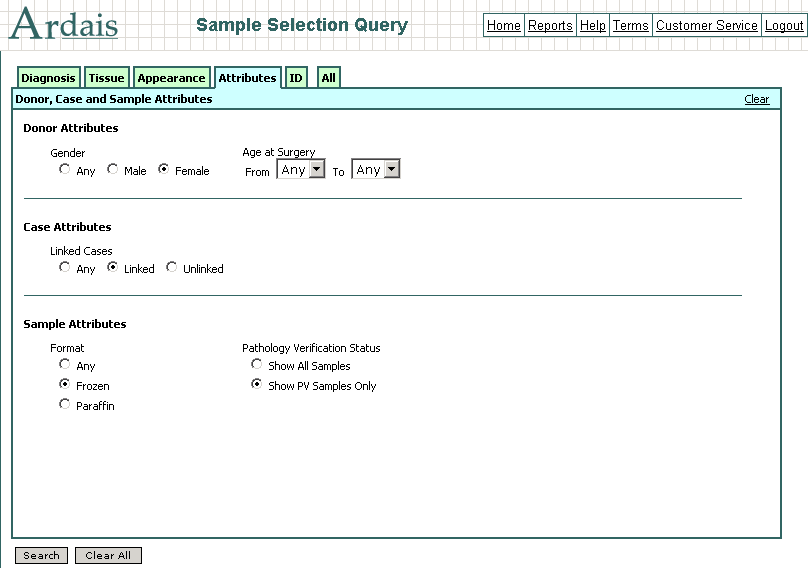 Ardais
Sample Selection Query
Home Reports Help Terms Customer Service Logout
Diagnosis Tissue Appearance Attributes ID All
Donor, Case and Sample Attributes Clear
Donor Attributes
Gender Age at Surgery
Any Male Female From Any To Any
Case Attributes
Linked Cases
Any Linked Unlinked
Sample Attributes
Format Pathology Verification Status
Any Show All Samples
Frozen Show PV Samples Only
Paraffin
Search Clear All